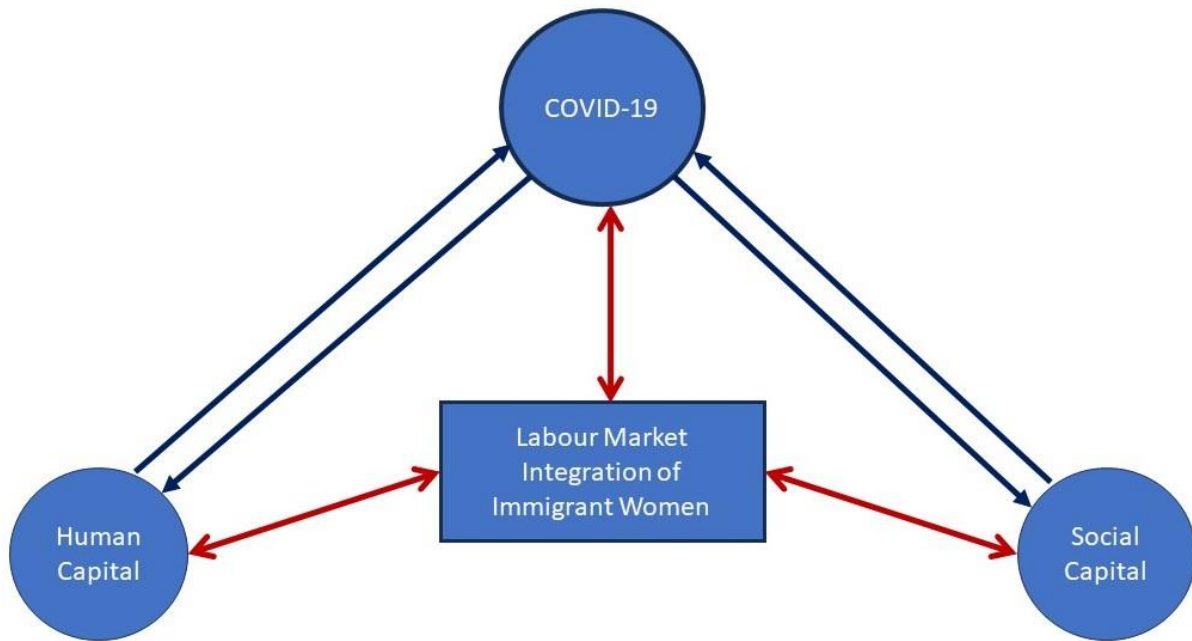 COVID-19
Labour Market
Integration of
Immigrant Women
Human
Capital
Social
Capital